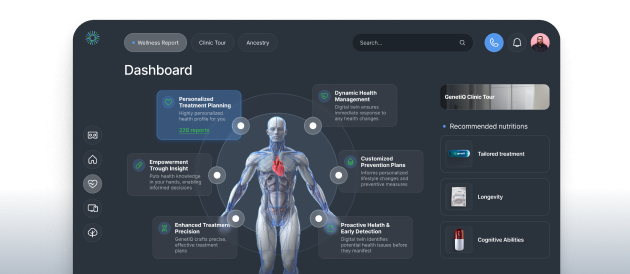 Wellness Report
Clinic Tour
Ancestry
Search...
Dashboard
Personalized
Treatment Planning
Highly personalized
health profile for you
228 reports
Dynamic Health
Management
Digital twin ensures
immediate response to
any health changes
GenetiQ Clinic Tour
Recommended nutritions
Empowerment
Trough Insight
Puts health knowledge
in your hands, enabling
informed decisions
Customized
Prevention Plans
Informs personalized
lifestyle changes and
preventive measures
Tailored treatment
Longevity
Enhanced Treatment
Precision
GenetiQ crafts precise,
effective treatment
plans
Proactive Helath &
Early Detection
Digital twin identifies
potential health issues before
they manifest
Cognitive Abilities